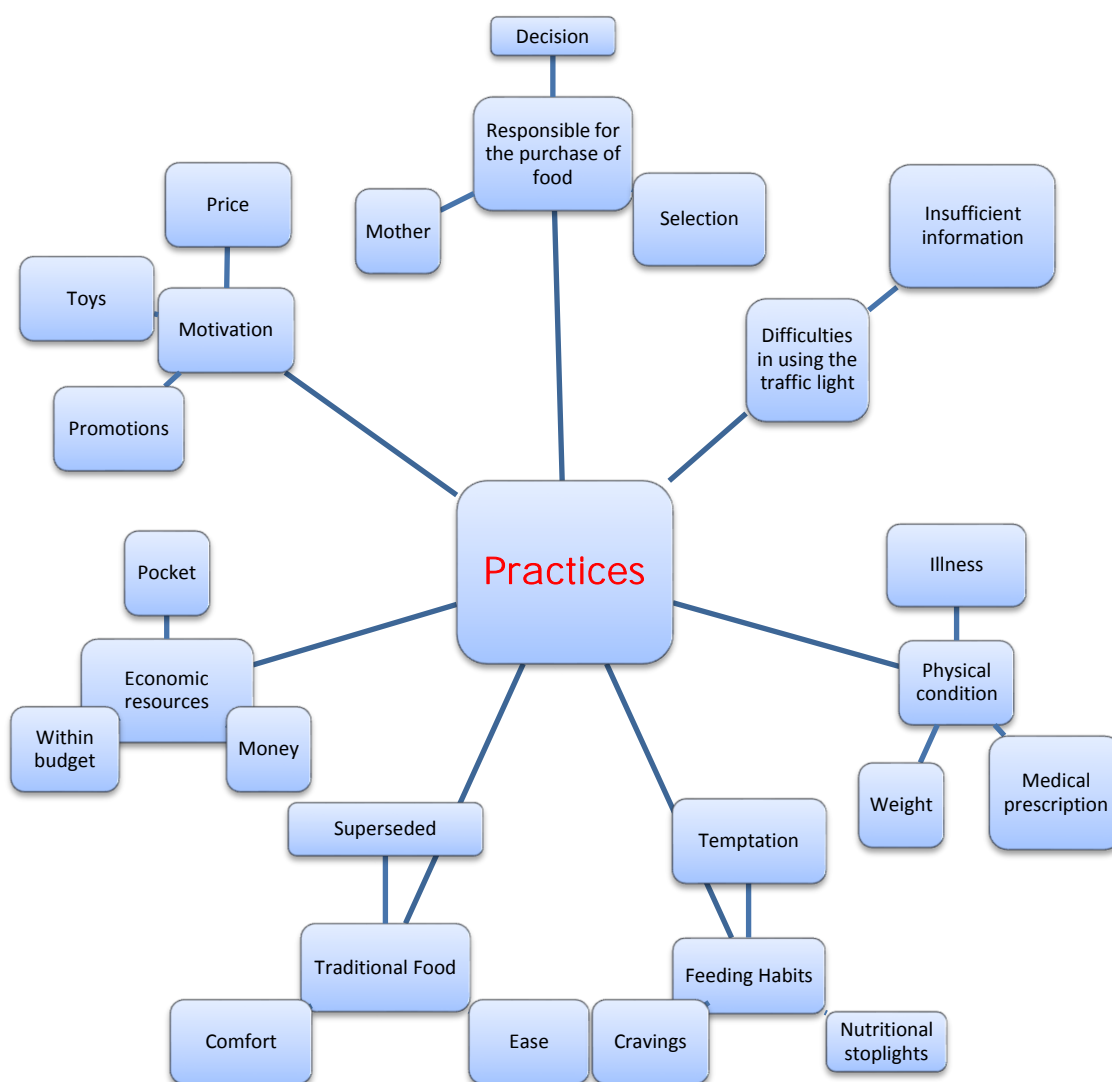 Decision
Responsible for
the purchase of
food
Mother
Selection
Price
Toys
Motivation
Promotions
Insufficient
information
Difficulties
in using the
traffic light
Practices
Pocket
Economic
resources
Within
budget
Money
Illness
Physical
condition
Weight
Medical
prescription
Superseded
Traditional Food
Comfort
Ease
Temptation
Feeding Habits
Cravings
Nutritional
stoplights